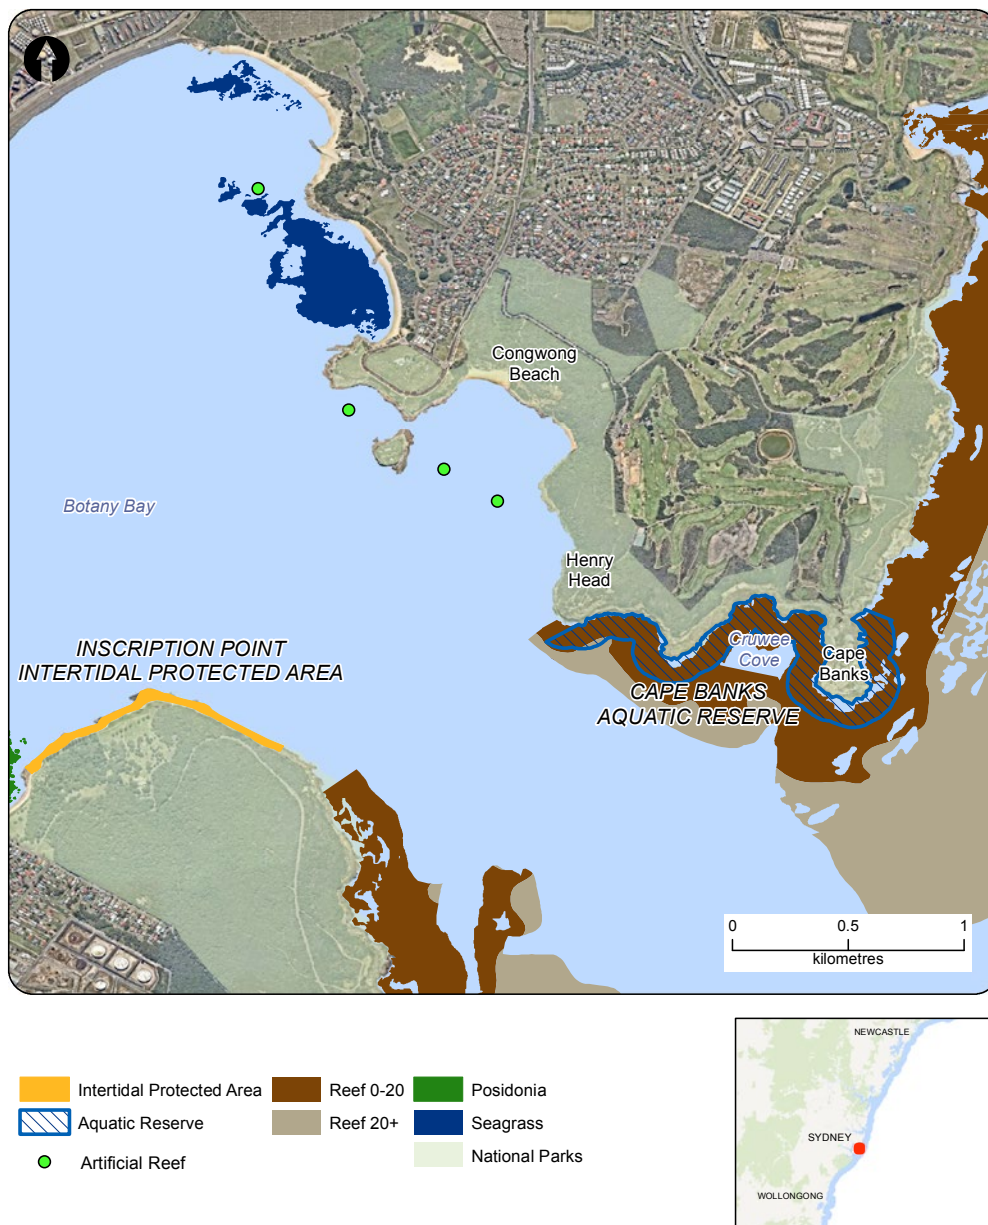 Congwong
Beach
Botany Bay
Henry
Head
INSCRIPTION POINT
INTERTIDAL PROTECTED AREA
Cruwee
Cove
Cape
Banks
CAPE BANKS
AQUATIC RESERVE
0 0.5 1
kilometres
Intertidal Protected Area
Aquatic Reserve
Artificial Reef
Reef 0-20
Reef 20+
Posidonia
Seagrass
National Parks
NEWCASTLE
SYDNEY
WOLLONGONG